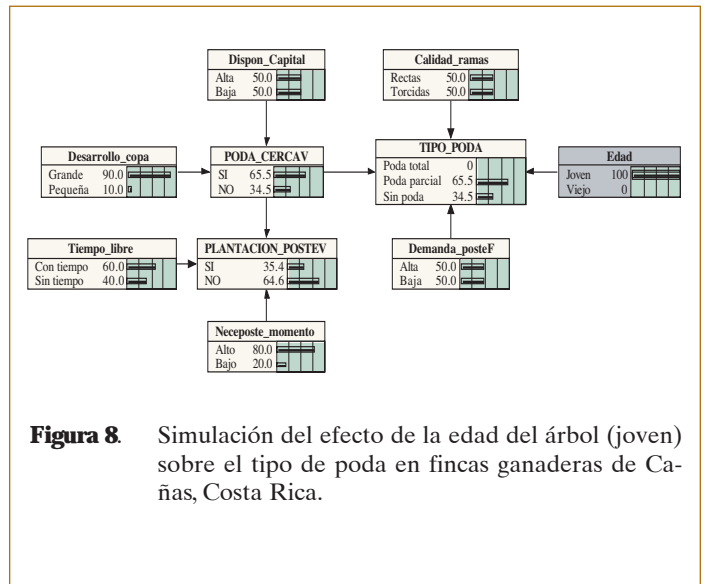 Dispon_Capital
Alta 50.0
Baja 50.0
Calidad_ramas
Rectas 50.0
Torcidas 50.0
Desarrollo_copa
Grande 90.0
Pequeña 10.0
PODA_CERCAV
SI 65.5
NO 34.5
TIPO_PODA
Poda total 0
Poda parcial 65.5
Sin poda 34.5
Edad
Joven 100
Viejo 0
Tiempo_libre
Con tiempo 60.0
Sin tiempo 40.0
PLANTACION_POSTEV
SI 35.4
NO 64.6
Demanda_posteF
Alta 50.0
Baja 50.0
Neceposte_momento
Alto 80.0
Bajo 20.0
Figura 8. Simulación del efecto de la edad del árbol (joven)
sobre el tipo de poda en fincas ganaderas de Ca-
ñas, Costa Rica.